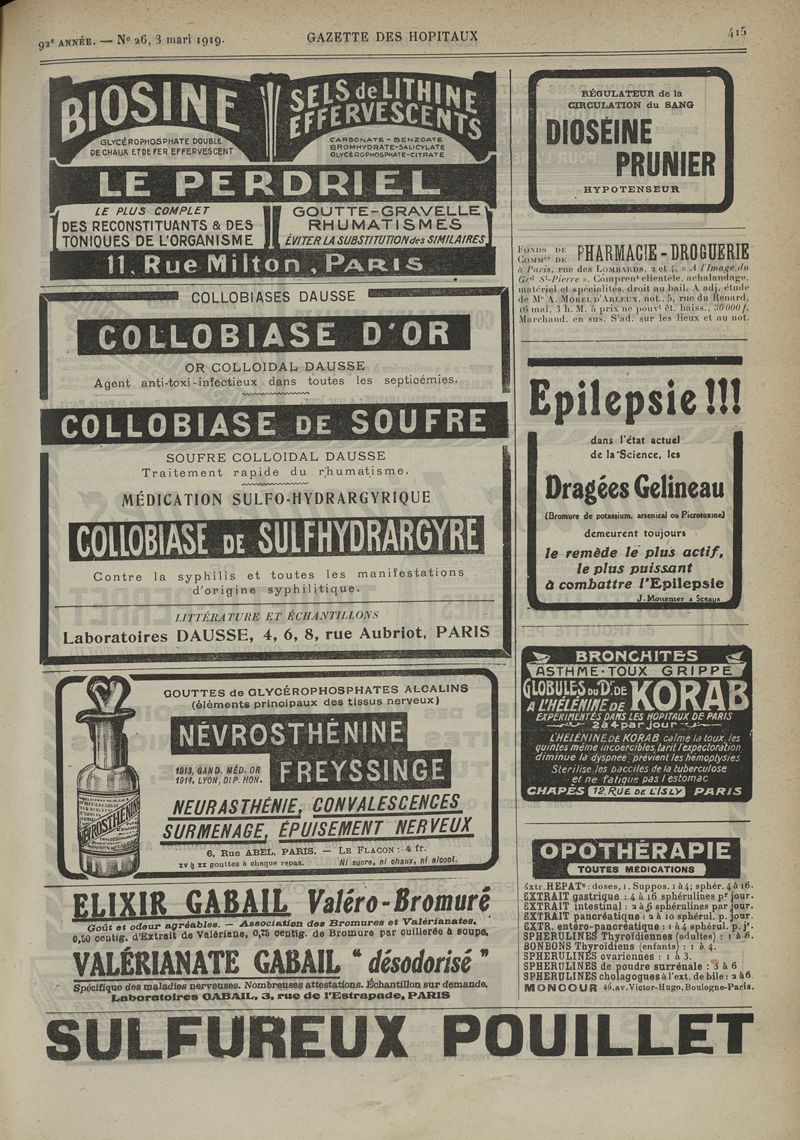 92e ANNÉE. — No 26, 3 mari 1919.
GAZETTE DES HOPITAUX
415
BIOSINE
GLYCÉROPHOSPHATE DOUBLE
DE CHAUX ET DE FER EFFERVESCENT
SELS de LITHINE
EFFERVESCENTS
CARBONATE - BENZOATE
BROMHYDRATE-SALICYLATE
GLYCÉROPHOSPHATE-CITRATE
LE PERDRIEL
LE PLUS COMPLET
DES RECONSTITUANTS & DES
TONIQUES DE L'ORGANISME
GOUTTE-GRAVELLE
RHUMATISMES
ÉVITER LA SUBSTITUTION des SIMILAIRES
11, Rue Milton, PARIS
COLLOBIASES DAUSSE
COLLOBIASE D'OR
OR COLLOIDAL DAUSSE
Agent anti-toxi-infectieux dans toutes les septicémies.
COLLOBIASE DE SOUFRE
SOUFRE COLLOIDAL DAUSSE
Traitement rapide du rhumatisme.
MÉDICATION SULFO-HYDRARGYRIQUE
COLLOBIASE DE SULFHYDRARGYRE
Contre la syphilis et toutes les manifestations
d'origine syphilitique.
LITTÉRATURE ET ÉCHANTILLONS
Laboratoires DAUSSE, 4, 6, 8, rue Aubriot, PARIS
GOUTTES de GLYCÉROPHOSPHATES ALCALINS
(éléments principaux des tissus nerveux)
NÉVROSTHÉNINE
1913, GAND, MÉD. OR
1914, LYON, DIP. HON.
FREYSSINGE
NEURASTHÉNIE, CONVALESCENCES
SURMENAGE, ÉPUISEMENT NERVEUX
6, Rue ABEL, PARIS. — LE FLACON : 4 fr.
XV à XX gouttes à chaque repas.
Ni sucre, ni chaux, ni alcool.
NÉVROSTHÉNINE
ELIXIR GABAIL Valéro-Bromuré
Goût et odeur agréables. — Association des Bromures et Valérianates.
0,50 centig. d'Extrait de Valériane, 0,25 centig. de Bromure par cuillerée à soupe.
VALÉRIANATE GABAIL " désodorisé "
Spécifique des maladies nerveuses. Nombreuses attestations. Échantillon sur demande.
Laboratoires GABAIL, 3, rue de l'Estrapade, PARIS
RÉGULATEUR de la
CIRCULATION du SANG
DIOSÉINE
PRUNIER
HYPOTENSEUR
FONDS DE
COMMce DE
PHARMACIE - DROGUERIE
à Paris, rue des LOMBARDS, 2 et 4, « A l'Image du
Gd St-Pierre ». Comprent clientèle, achalandage,
matériel et spécialités, droit au bail. A adj. étude
de Me A. MOREL D'ARLEUX, not., 5, rue du Renard,
16 mai, 3 h. M. à prix ne pouvt êt. baiss., 30 000 f.
Marchand. en sus. S'ad. sur les lieux et au not.
Epilepsie !!!
dans l'état actuel
de la Science, les
Dragées Gelineau
(Bromure de potassium, arsenical ou Picrotoxine)
demeurent toujours
le remède le plus actif,
le plus puissant
à combattre l'Epilepsie
J. Mousnier à Sceaux
BRONCHITES
ASTHME-TOUX GRIPPE
GLOBULES DU Dr DE
A L'HÉLÉNINE DE
KORAB
EXPÉRIMENTÉS DANS LES HOPITAUX DE PARIS
2 à 4 par jour
L'HÉLÉNINE DE KORAB calme la toux, les
quintes même incoercibles, tarit l'expectoration
diminue la dyspnée, prévient les hémoptysies
Stérilise les bacilles de la tuberculose
et ne fatigue pas l'estomac
CHAPÈS 12, RUE DE L'ISLY PARIS
OPOTHÉRAPIE
TOUTES MÉDICATIONS
Extr. HEPATe : doses, 1. Suppos. 1 à 4; sphér. 4 à 16.
EXTRAIT gastrique : 4 à 16 sphérulines pr jour.
EXTRAIT intestinal : 2 à 6 sphérulines par jour.
EXTRAIT pancréatique : 2 à 10 sphérul. p. jour.
EXTR. entéro-pancréatique : 1 à 4 sphérul. p. jr.
SPHERULINES Thyroïdiennes (adultes) : 1 à 6.
BONBONS Thyroïdiens (enfants) : 1 à 4.
SPHERULINES ovariennes : 1 à 3.
SPHERULINES de poudre surrénale : 3 à 6
SPHERULINES cholagogues à l'ext. de bile : 2 à 6.
MONCOUR 49, av. Victor-Hugo, Boulogne-Paris.
SULFUREUX POUILLET